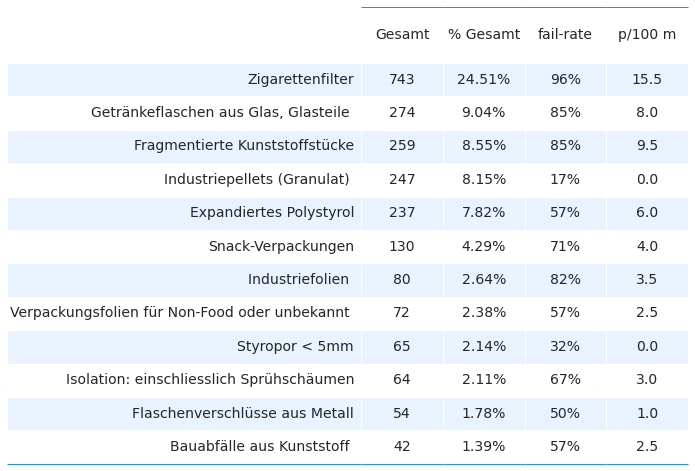 Gesamt % Gesamt fail-rate p/100 m
Zigarettenfilter 743 24.51% 96% 15.5
Getränkeflaschen aus Glas, Glasteile 274 9.04% 85% 8.0
Fragmentierte Kunststoffstücke 259 8.55% 85% 9.5
Industriepellets (Granulat) 247 8.15% 17% 0.0
Expandiertes Polystyrol 237 7.82% 57% 6.0
Snack-Verpackungen 130 4.29% 71% 4.0
Industriefolien 80 2.64% 82% 3.5
Verpackungsfolien für Non-Food oder unbekannt 72 2.38% 57% 2.5
Styropor < 5mm 65 2.14% 32% 0.0
Isolation: einschliesslich Sprühschäumen 64 2.11% 67% 3.0
Flaschenverschlüsse aus Metall 54 1.78% 50% 1.0
Bauabfälle aus Kunststoff 42 1.39% 57% 2.5